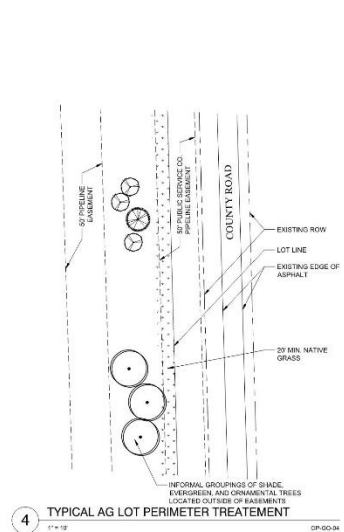 50' PIPELINE
EASEMENT
50' PUBLIC SERVICE CO.
PIPELINE EASEMENT
COUNTY ROAD
EXISTING ROW
LOT LINE
EXISTING EDGE OF
ASPHALT
20' MIN. NATIVE
GRASS
INFORMAL GROUPINGS OF SHADE,
EVERGREEN, AND ORNAMENTAL TREES
LOCATED OUTSIDE OF EASEMENTS
4
TYPICAL AG LOT PERIMETER TREATEMENT
1" = 10'
DP-GO-04